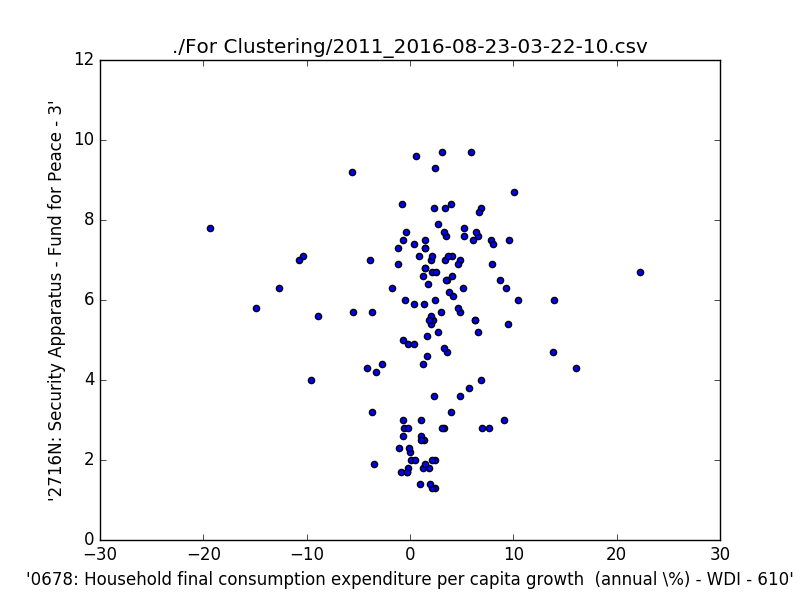 ./For Clustering/2011_2016-08-23-03-22-10.csv
'2716N: Security Apparatus - Fund for Peace - 3'
12
10
8
6
4
2
0
−30 −20 −10 0 10 20 30
'0678: Household final consumption expenditure per capita growth  (annual \%) - WDI - 610'